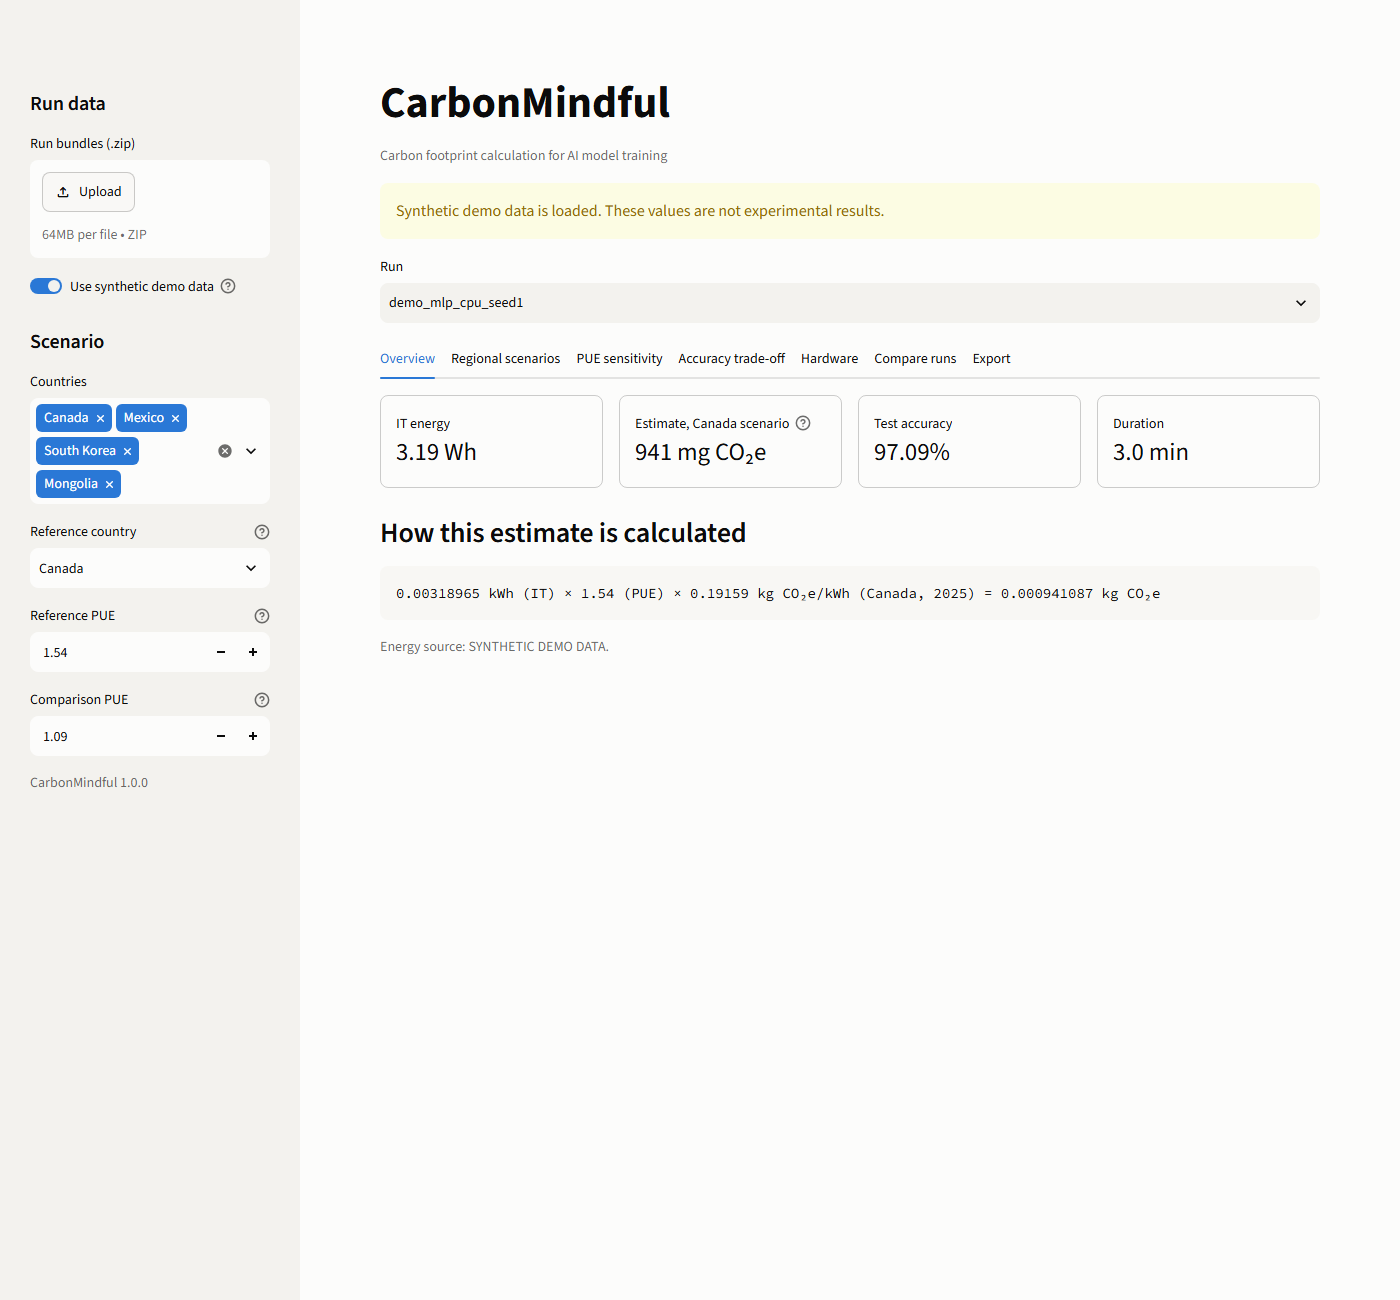 Run data
Run bundles (.zip)
Upload
64MB per file • ZIP
Use synthetic demo data
Scenario
Countries
Canada
Mexico
South Korea
Mongolia
Reference country
Canada
Reference PUE
1.54
Comparison PUE
1.09
CarbonMindful 1.0.0
CarbonMindful
Carbon footprint calculation for AI model training
Synthetic demo data is loaded. These values are not experimental results.
Run
demo_mlp_cpu_seed1
Overview Regional scenarios PUE sensitivity Accuracy trade-off Hardware Compare runs Export
IT energy
3.19 Wh
Estimate, Canada scenario
941 mg CO₂e
Test accuracy
97.09%
Duration
3.0 min
How this estimate is calculated
0.00318965 kWh (IT) × 1.54 (PUE) × 0.19159 kg CO₂e/kWh (Canada, 2025) = 0.000941087 kg CO₂e
Energy source: SYNTHETIC DEMO DATA.